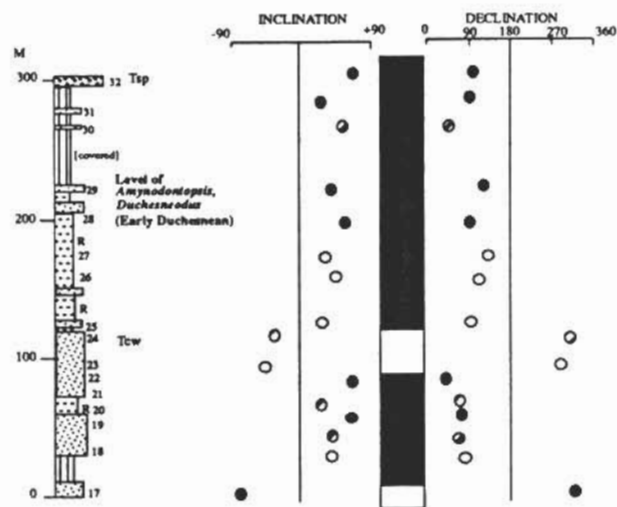 INCLINATION
DECLINATION
-90
+90
0
90
180
270
360
M
300
32 Tsp
31
30
[covered]
Level of
29
Amynodontopsis,
Duchesneodus
28
(Early Duchesnean)
200
R
27
26
R
25
24
Tcw
100
23
22
21
R 20
19
18
17
0